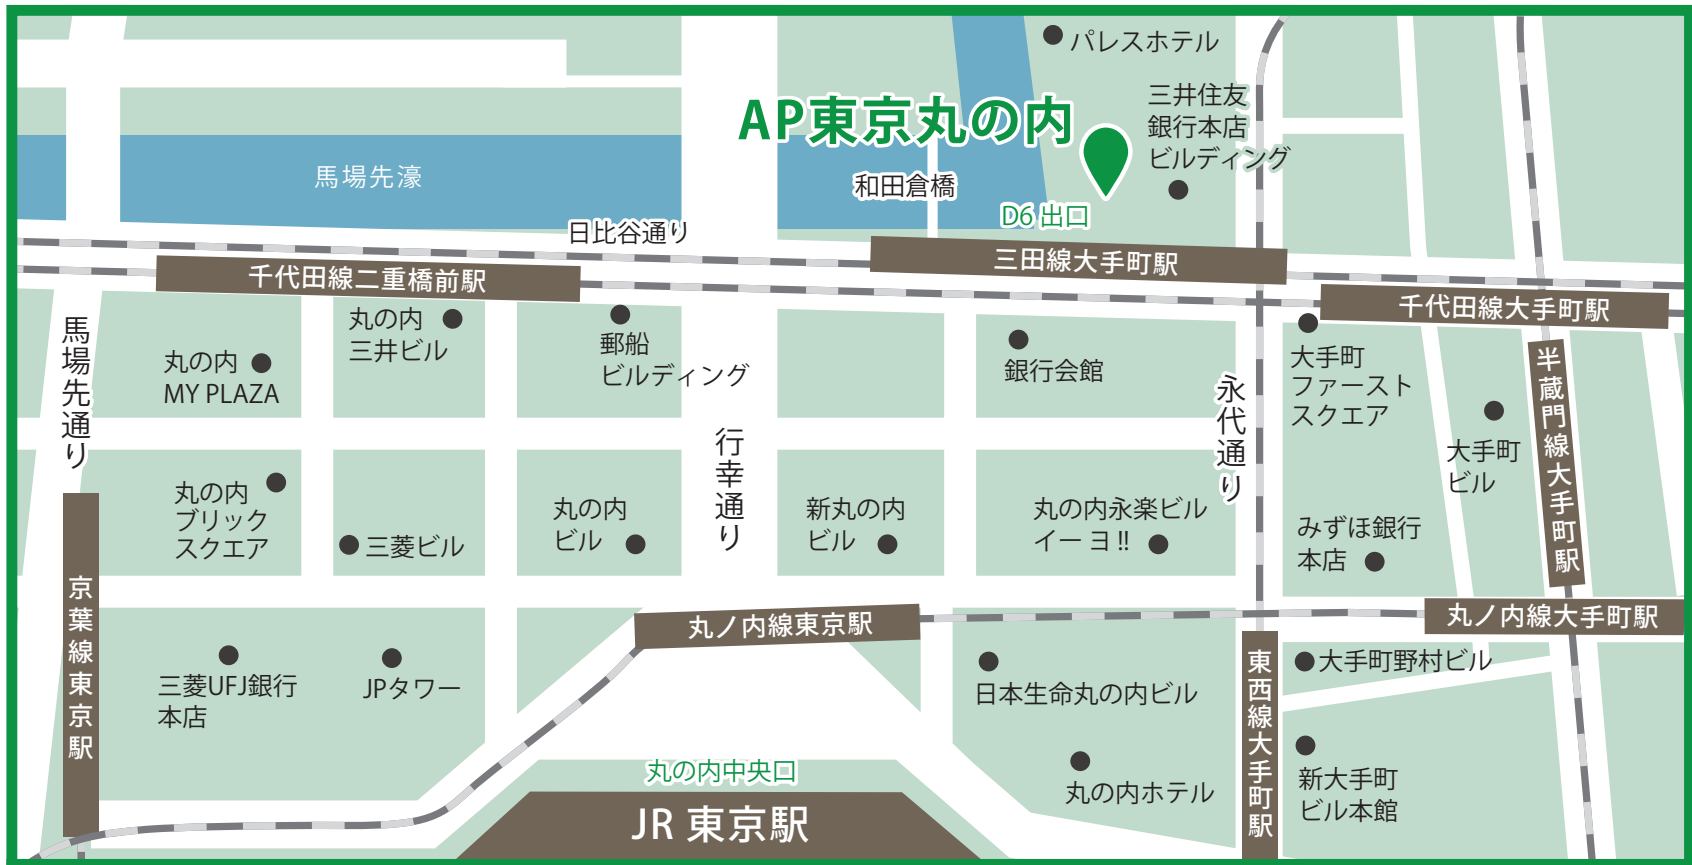 パレスホテル
三井住友
銀行本店
ビルディング
AP東京丸の内
馬場先濠
和田倉橋
D6 出口
日比谷通り
三田線大手町駅
千代田線二重橋前駅
千代田線大手町駅
馬場先通り
丸の内
MY PLAZA
丸の内
三井ビル
郵船
ビルディング
行幸通り
銀行会館
永代通り
大手町
ファースト
スクエア
大手町
ビル
半蔵門線大手町駅
丸の内
ブリック
スクエア
三菱ビル
丸の内
ビル
新丸の内
ビル
丸の内永楽ビル
イーヨ!!
みずほ銀行
本店
京葉線東京駅
丸ノ内線東京駅
丸ノ内線大手町駅
三菱UFJ銀行
本店
JPタワー
日本生命丸の内ビル
東西線大手町駅
大手町野村ビル
丸の内中央口
JR 東京駅
丸の内ホテル
新大手町
ビル本館